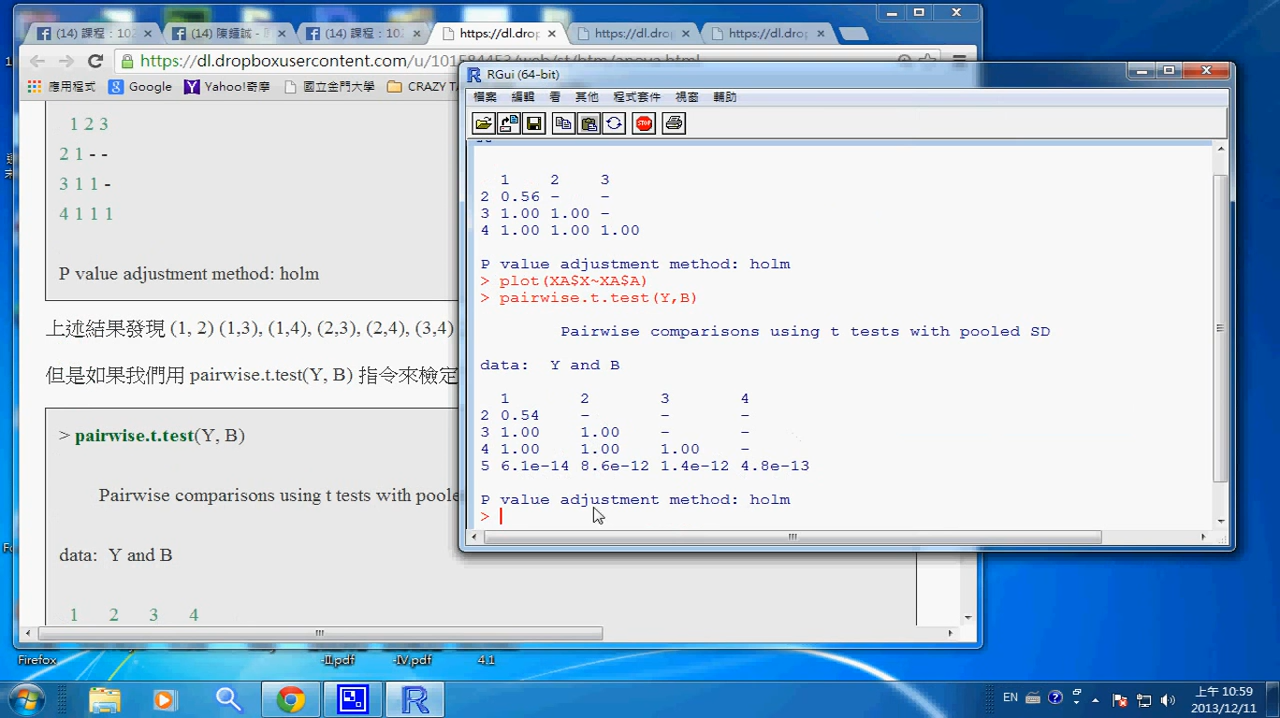 (14) 課程：10
(14) 陳鍾誠 -
(14) 課程：10
https://dl.drop
https://dl.drop
https://dl.drop
https://dl.dropboxusercontent.com/u/101584453/web/st/htm/anova.html
應用程式
Google
Yahoo!奇摩
國立金門大學
CRAZY TA
1 2 3
2 1 - -
3 1 1 -
4 1 1 1
P value adjustment method: holm
上述結果發現 (1, 2) (1,3), (1,4), (2,3), (2,4), (3,4)
但是如果我們用 pairwise.t.test(Y, B) 指令來檢定
> pairwise.t.test(Y, B)
Pairwise comparisons using t tests with poole
data: Y and B
1 2 3 4
RGui (64-bit)
檔案 編輯 看 其他 程式套件 視窗 輔助
STOP
1 2 3
2 0.56 - -
3 1.00 1.00 -
4 1.00 1.00 1.00
P value adjustment method: holm
> plot(XA$X~XA$A)
> pairwise.t.test(Y,B)
Pairwise comparisons using t tests with pooled SD
data: Y and B
1 2 3 4
2 0.54 - - -
3 1.00 1.00 - -
4 1.00 1.00 1.00 -
5 6.1e-14 8.6e-12 1.4e-12 4.8e-13
P value adjustment method: holm
>
Firefox
-II.pdf
-IV.pdf
4.1
EN
上午 10:59
2013/12/11